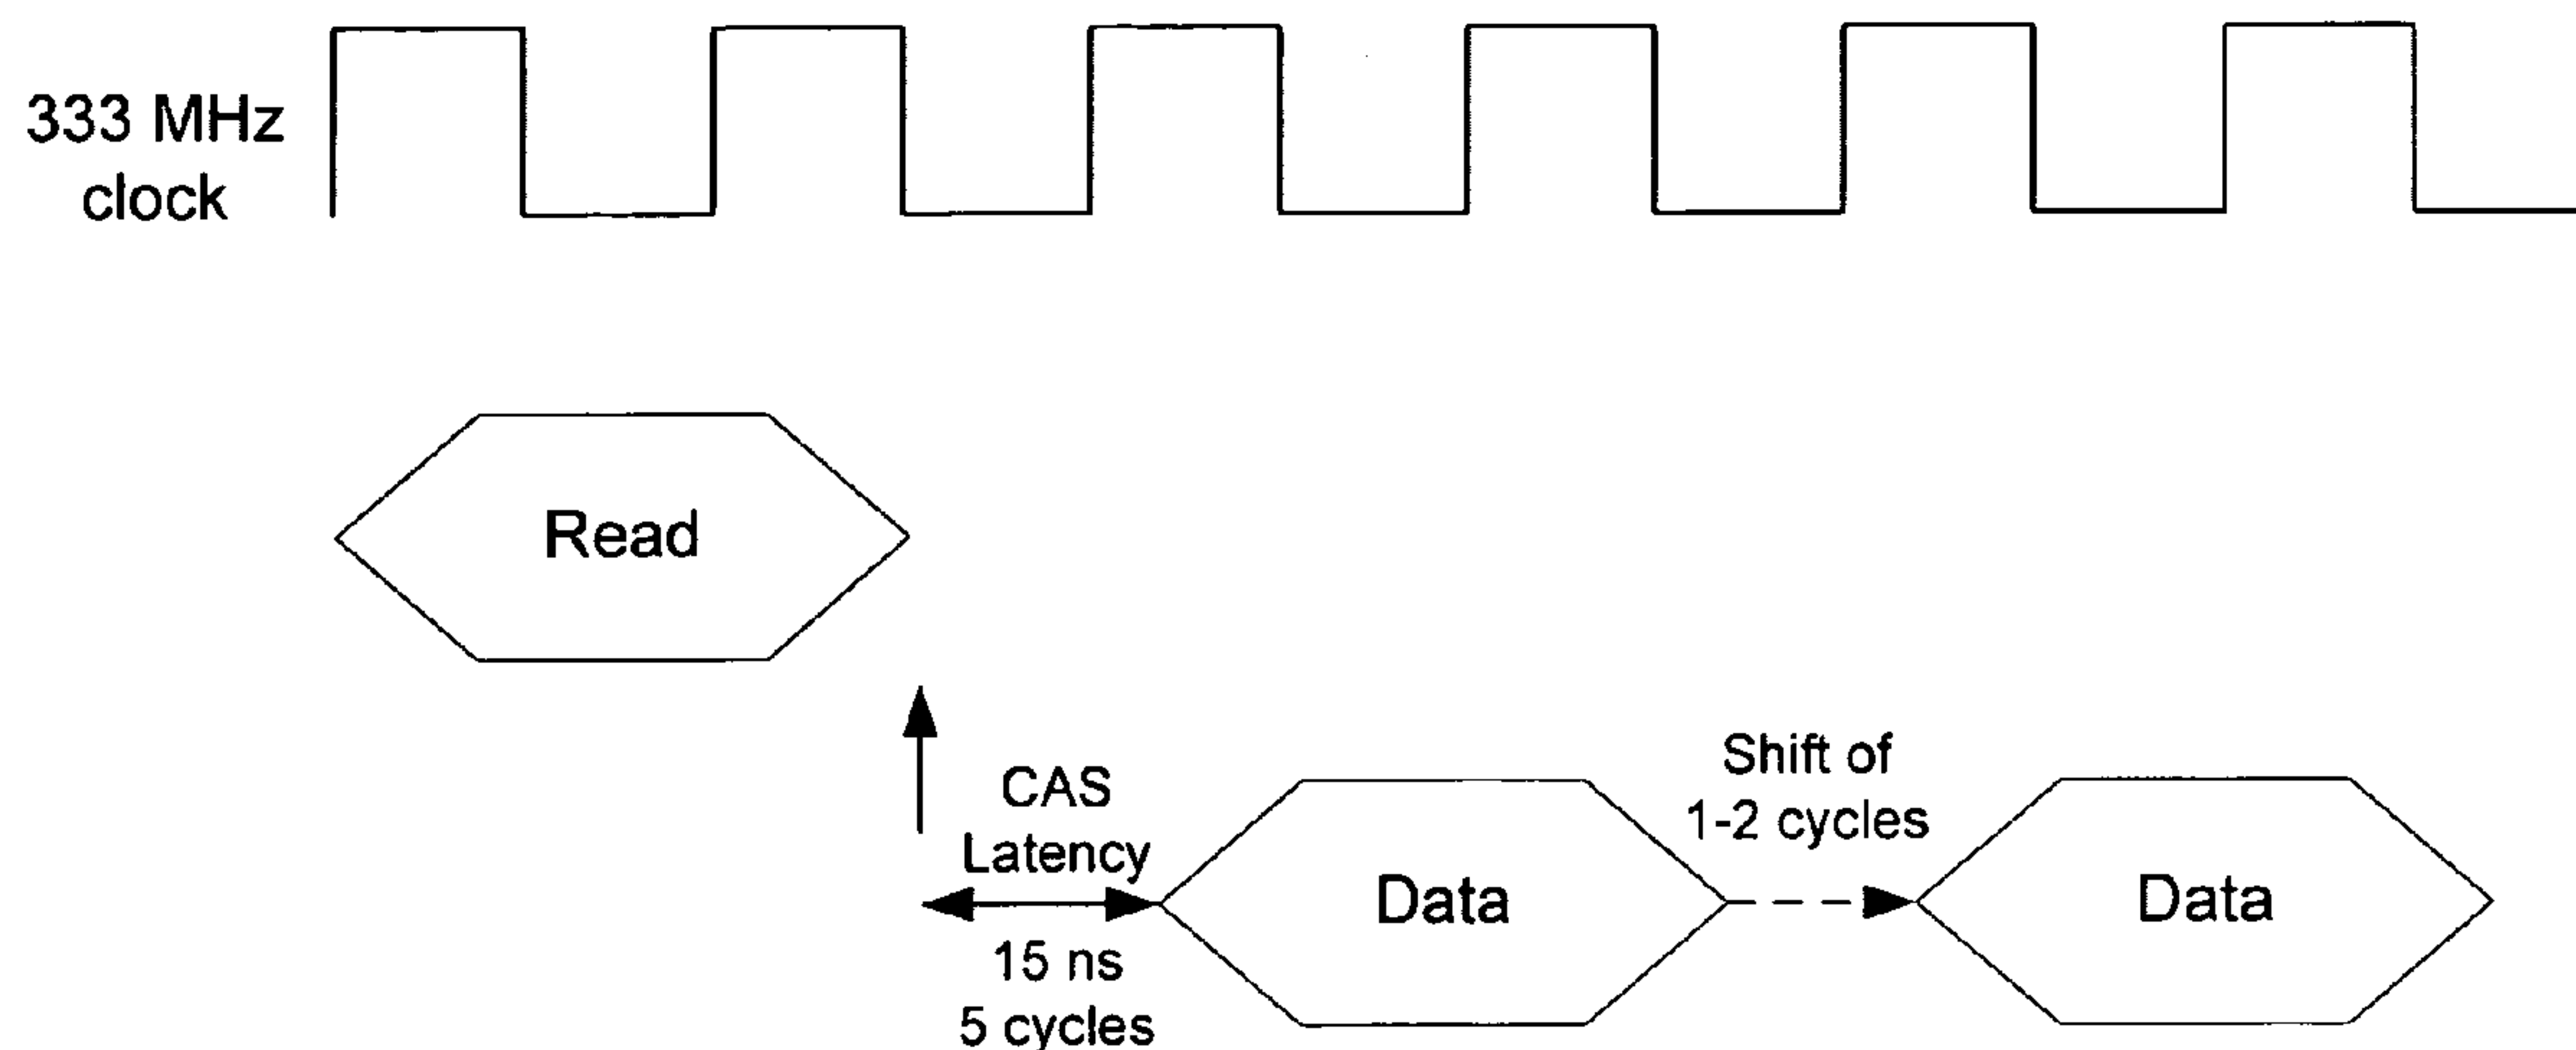 333 MHz
clock
Read
CAS
Latency
15 ns
5 cycles
Data
Shift of
1-2 cycles
Data